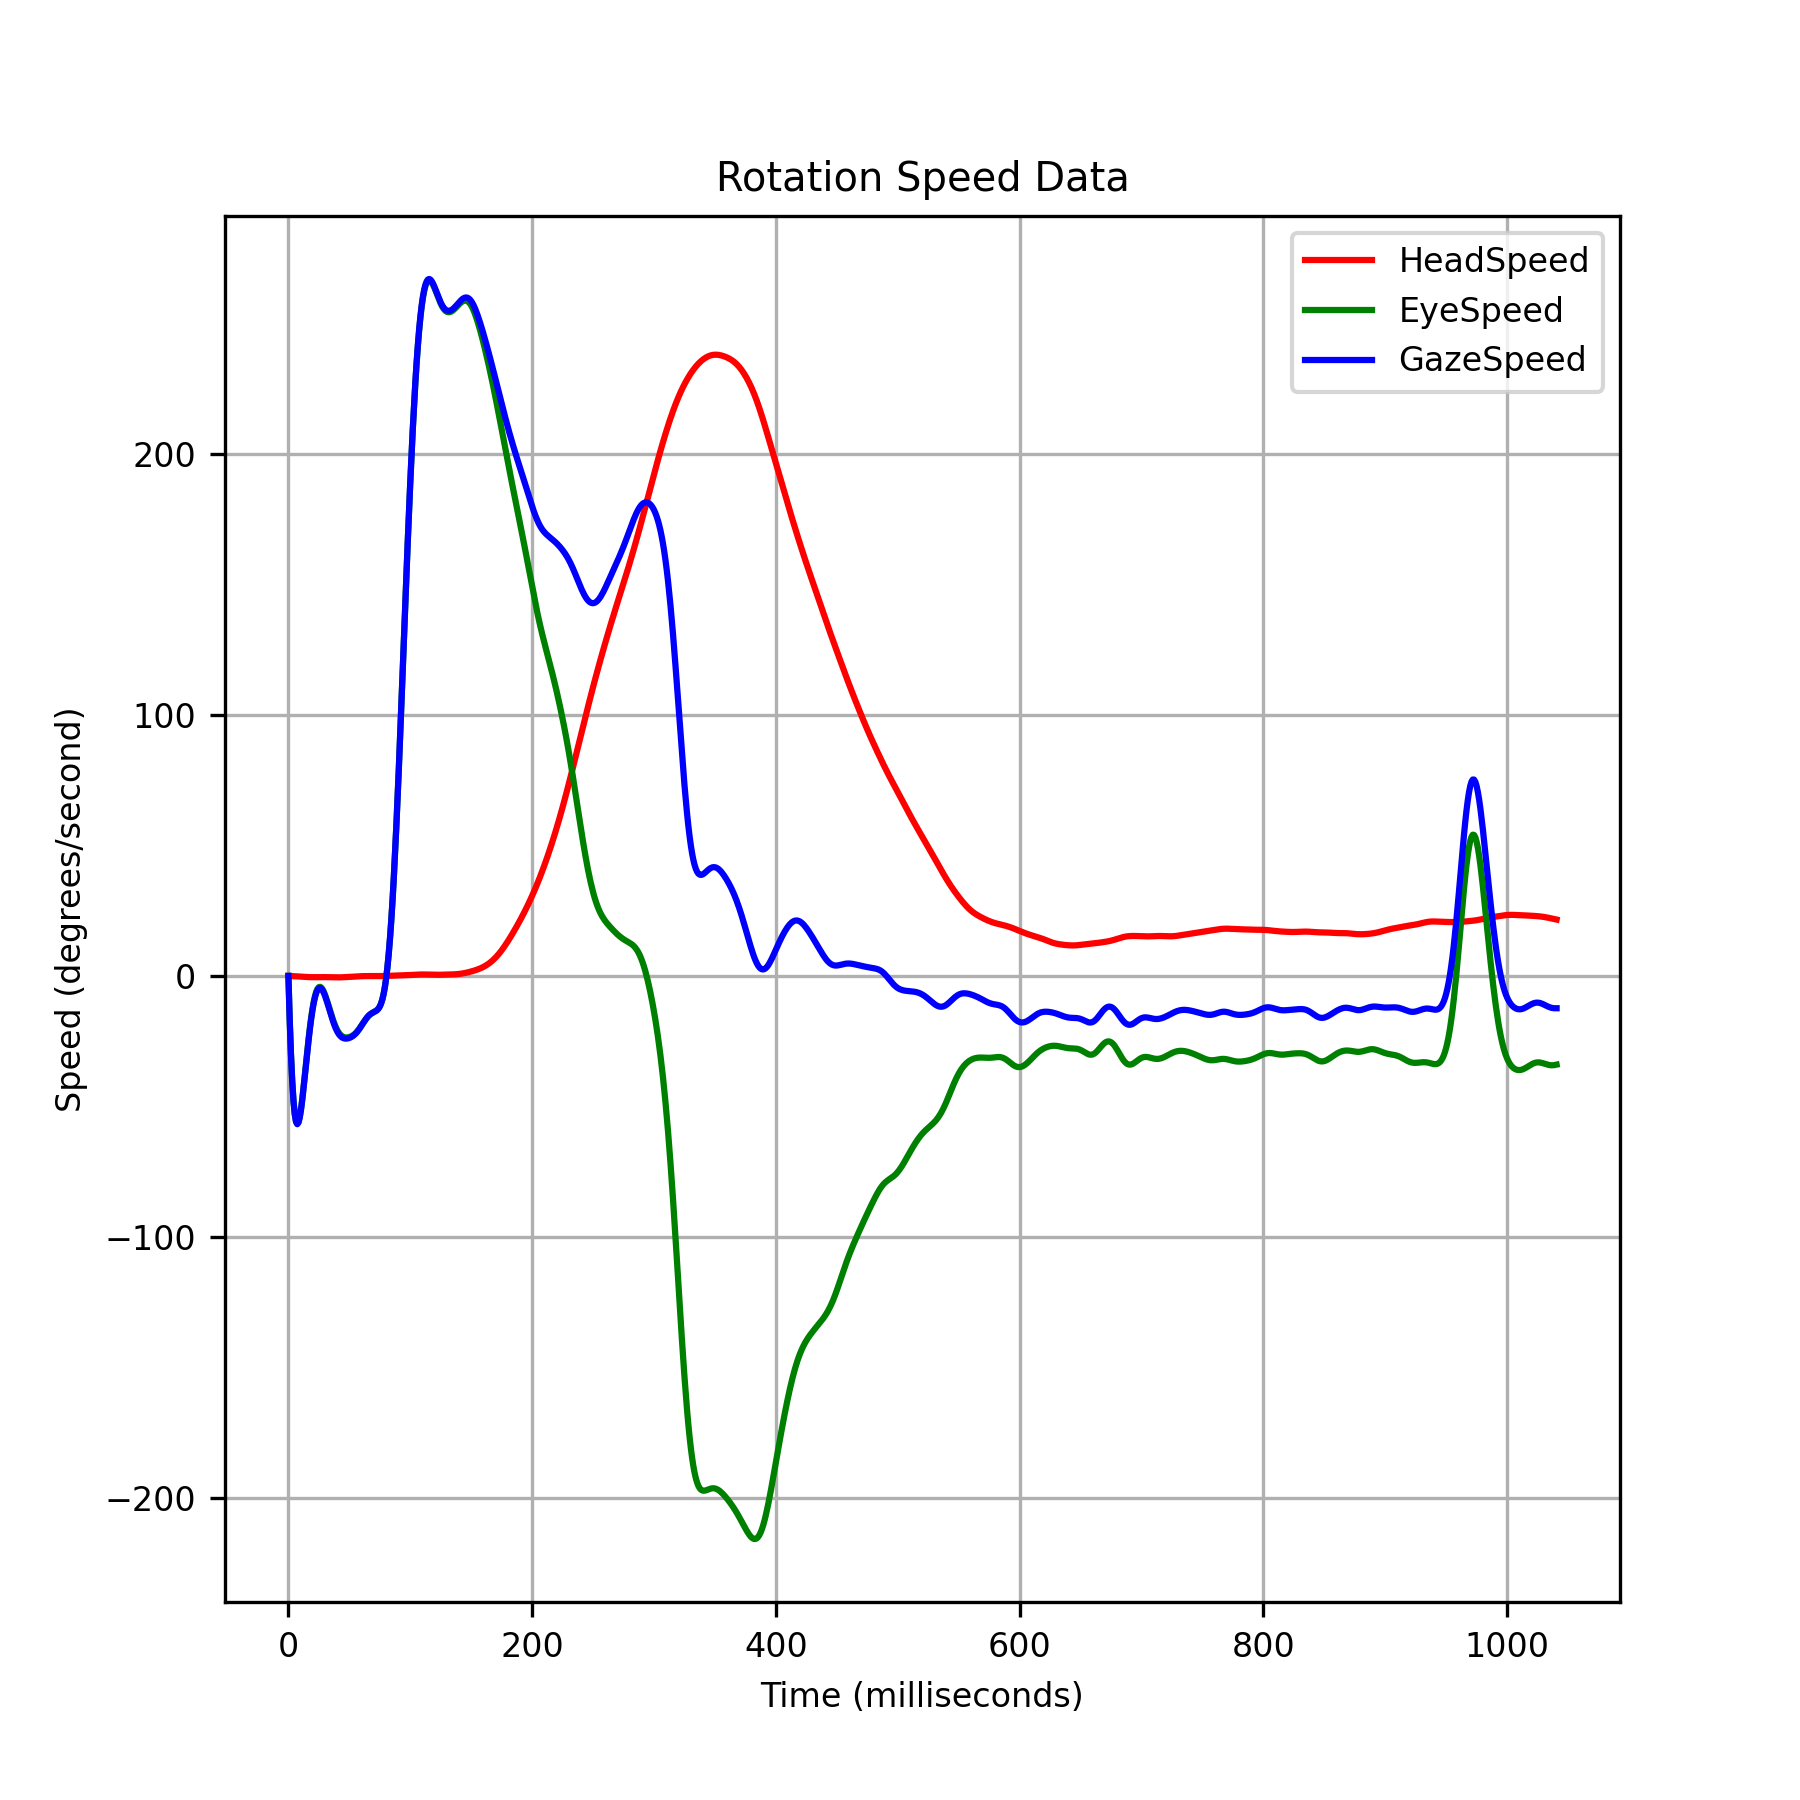 Rotation Speed Data
HeadSpeed
EyeSpeed
GazeSpeed
200
100
0
−100
−200
Speed (degrees/second)
0 200 400 600 800 1000
Time (milliseconds)